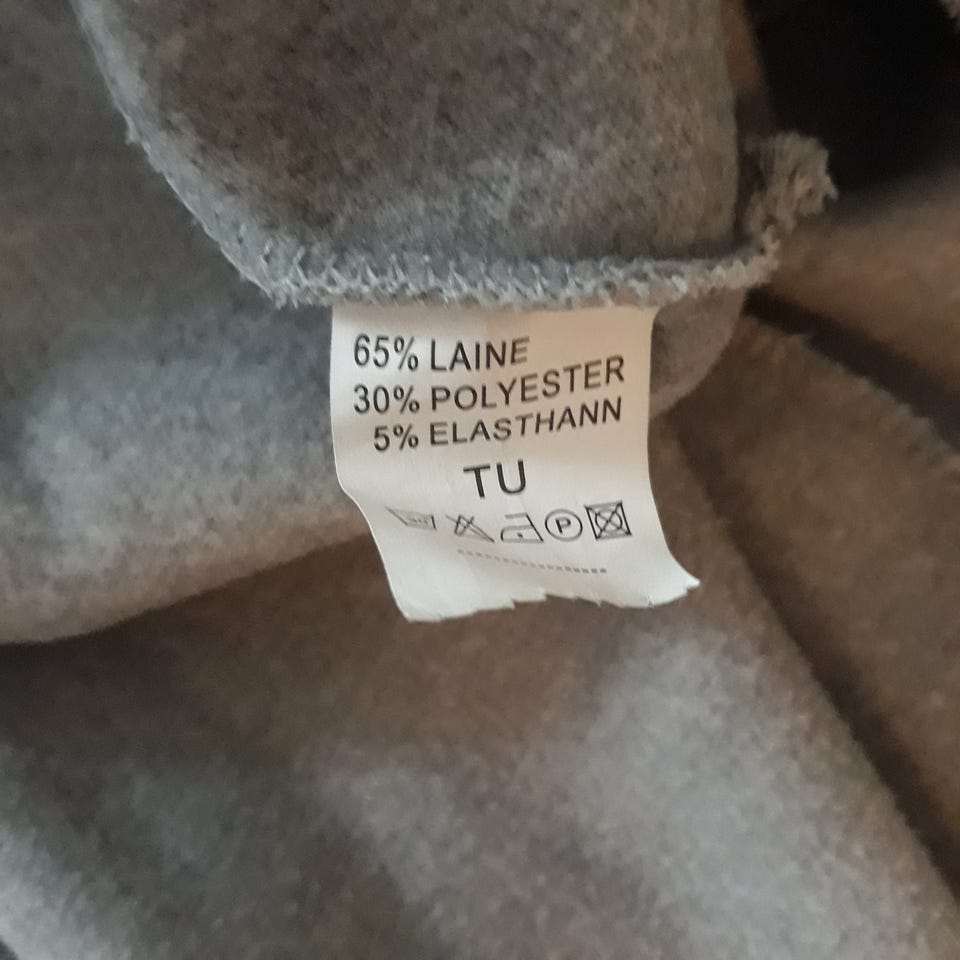 65% LAINE
30% POLYESTER
5% ELASTHANN
TU
P